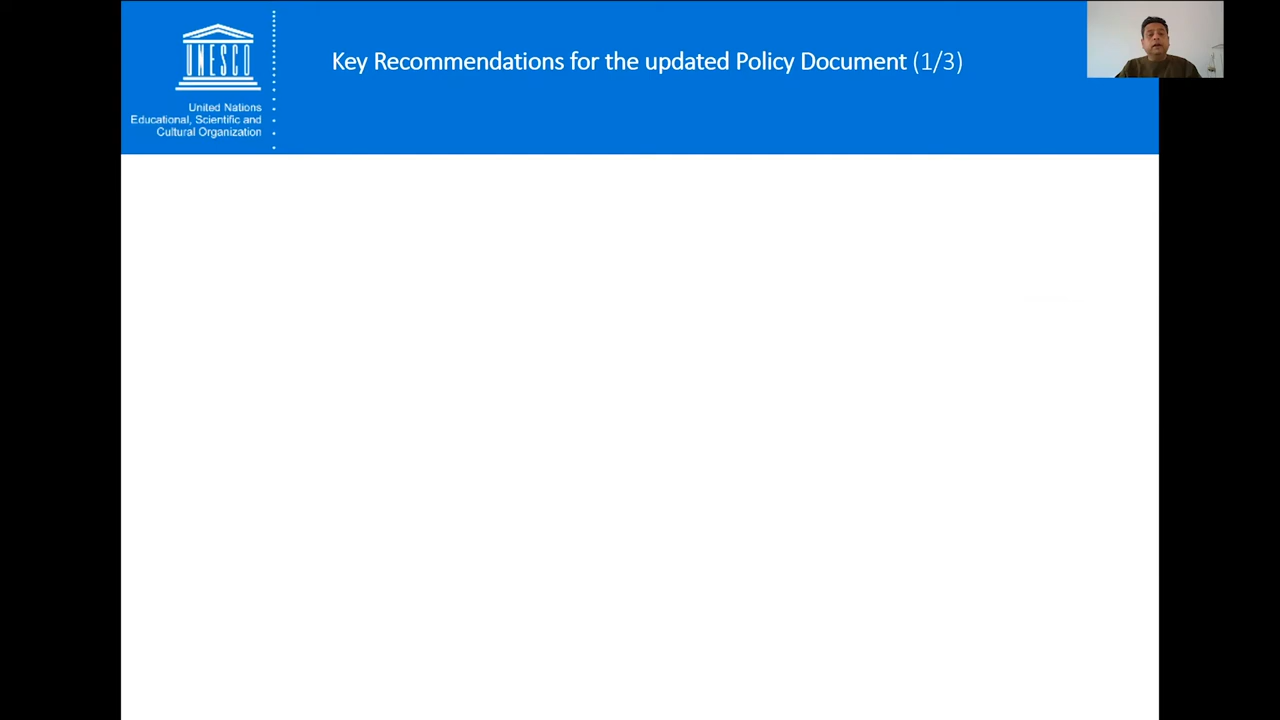 UNESCO
United Nations
Educational, Scientific and
Cultural Organization
Key Recommendations for the updated Policy Document (1/3)